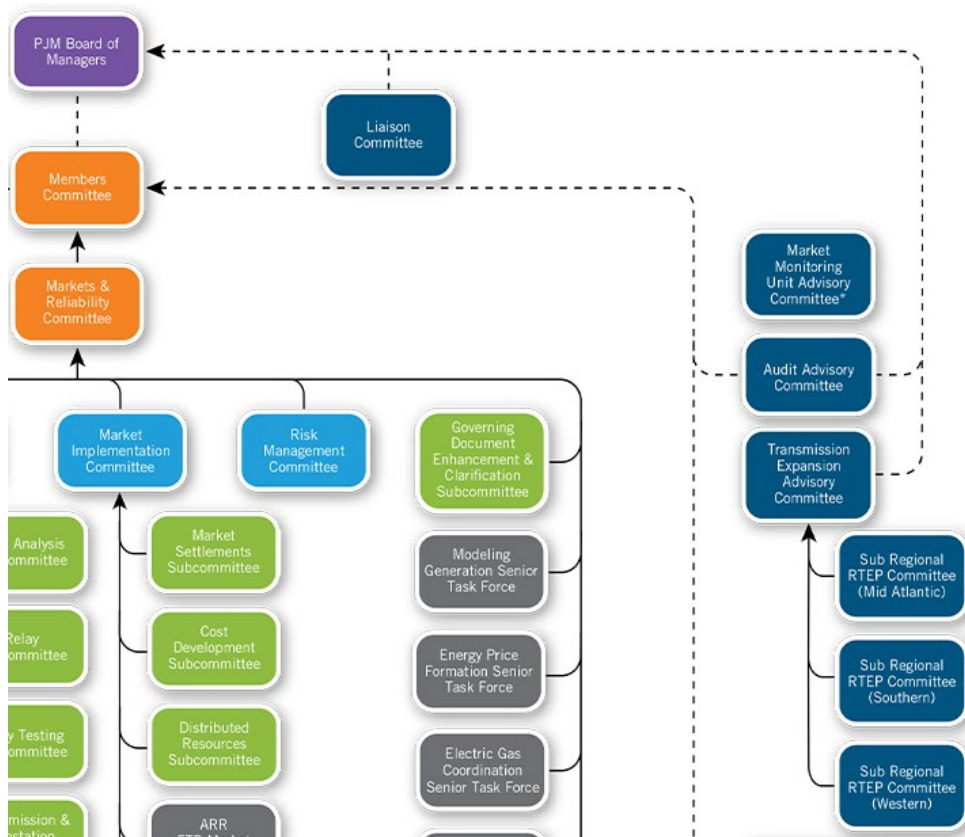 PJM Board of
Managers
Liaison
Committee
Members
Committee
Market
Monitoring
Unit Advisory
Committee*
Markets &
Reliability
Committee
Audit Advisory
Committee
Market
Implementation
Committee
Risk
Management
Committee
Governing
Document
Enhancement &
Clarification
Subcommittee
Transmission
Expansion
Advisory
Committee
Analysis
ommittee
Market
Settlements
Subcommittee
Modeling
Generation Senior
Task Force
Sub Regional
RTEP Committee
(Mid Atlantic)
Relay
ommittee
Cost
Development
Subcommittee
Energy Price
Formation Senior
Task Force
Sub Regional
RTEP Committee
(Southern)
y Testing
ommittee
Distributed
Resources
Subcommittee
Electric Gas
Coordination
Senior Task Force
Sub Regional
RTEP Committee
(Western)
mission &
ARR